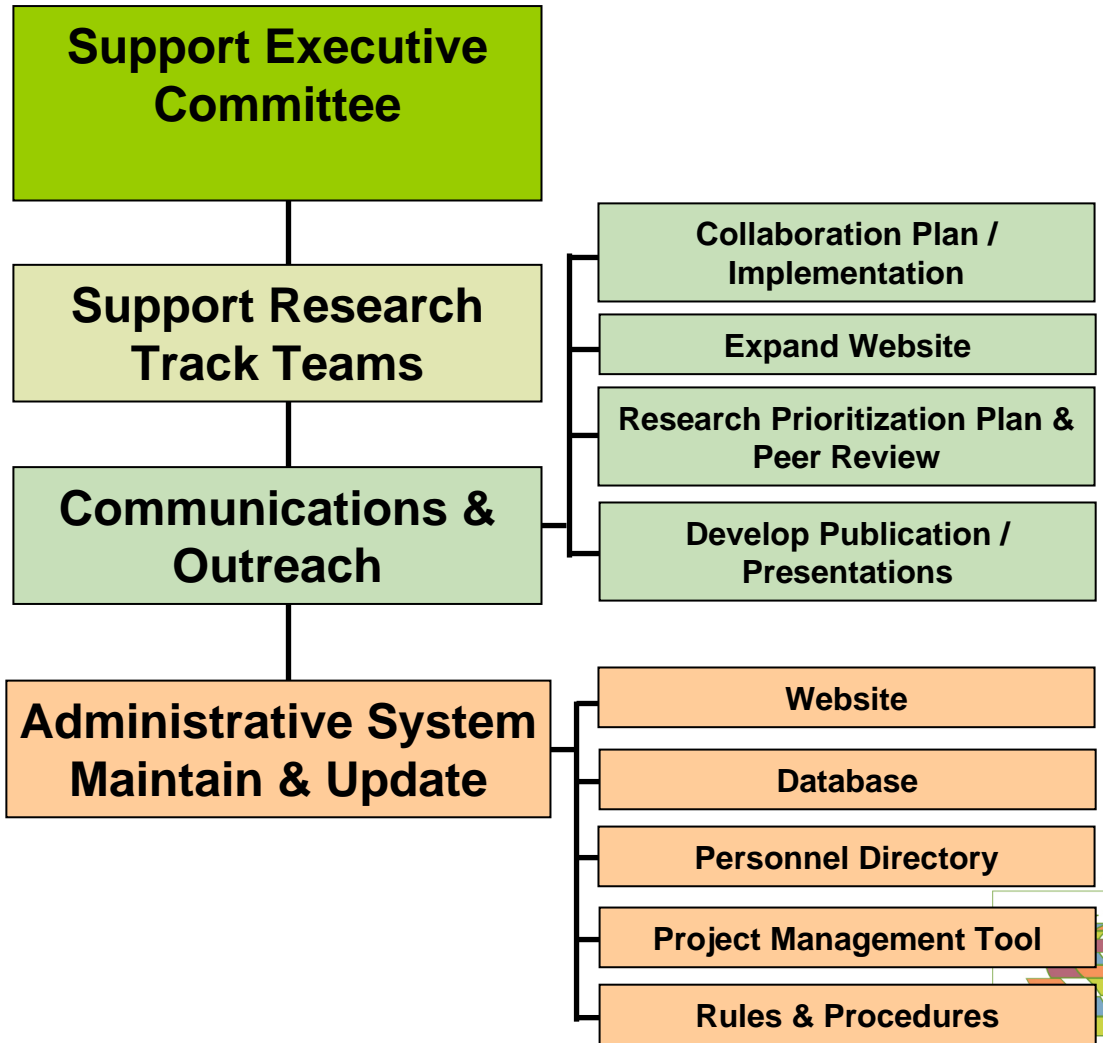 Support Executive
Committee
Support Research
Track Teams
Communications &
Outreach
Collaboration Plan /
Implementation
Expand Website
Research Prioritization Plan &
Peer Review
Develop Publication /
Presentations
Administrative System
Maintain & Update
Website
Database
Personnel Directory
Project Management Tool
Rules & Procedures